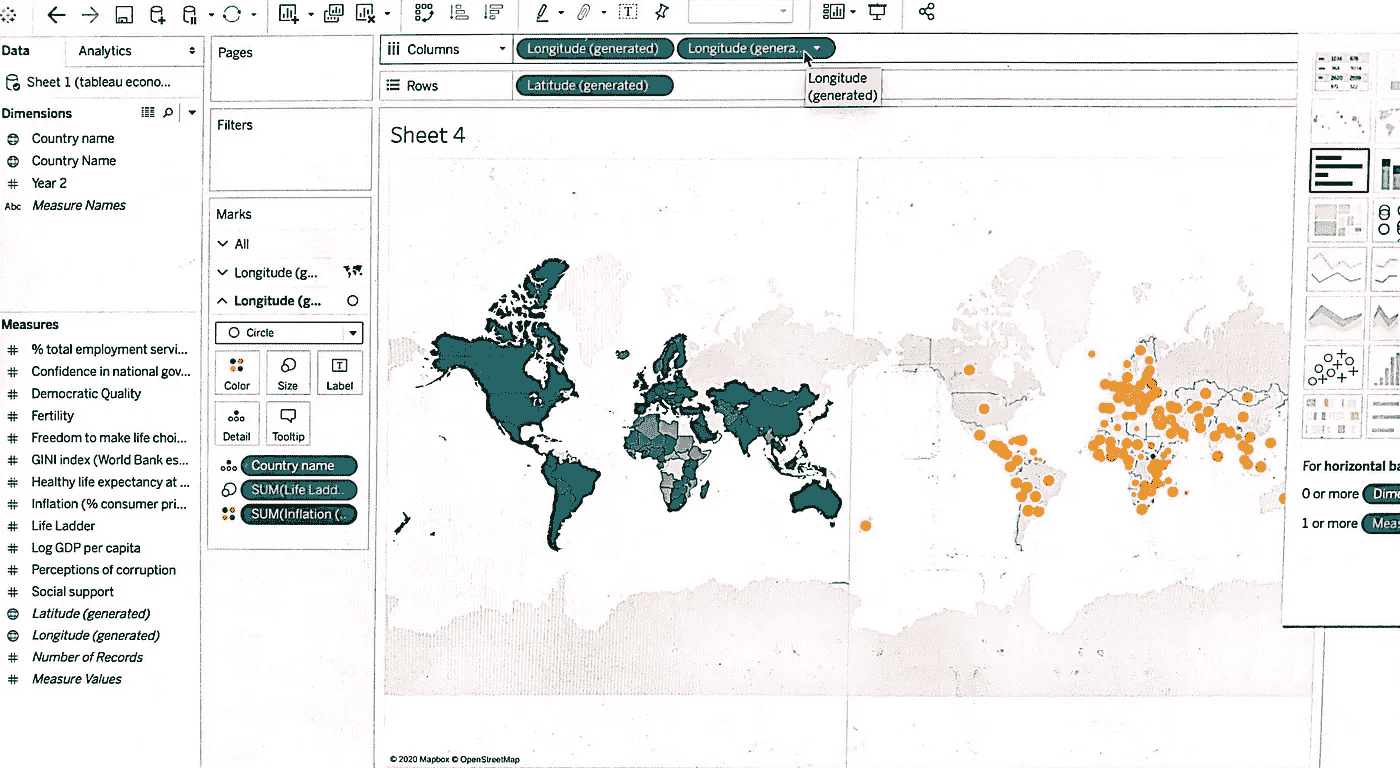 Data
Analytics
Sheet 1 (tableau econo...
Dimensions
Country name
Country Name
Year 2
Abc
Measure Names
Measures
% total employment servi...
Confidence in national gov...
Democratic Quality
Fertility
Freedom to make life choi...
GINI index (World Bank es...
Healthy life expectancy at ...
Inflation (% consumer pri...
Life Ladder
Log GDP per capita
Perceptions of corruption
Social support
Latitude (generated)
Longitude (generated)
Number of Records
Measure Values
Pages
Filters
Marks
All
Longitude (g...
Longitude (g...
Circle
Color
Size
Label
Detail
Tooltip
Country name
SUM(Life Ladd..
SUM(Inflation (..
Columns
Longitude (generated)
Longitude (genera..
Rows
Latitude (generated)
Longitude
(generated)
Sheet 4
© 2020 Mapbox © OpenStreetMap
For horizontal ba
0 or more Dime
1 or more Meas